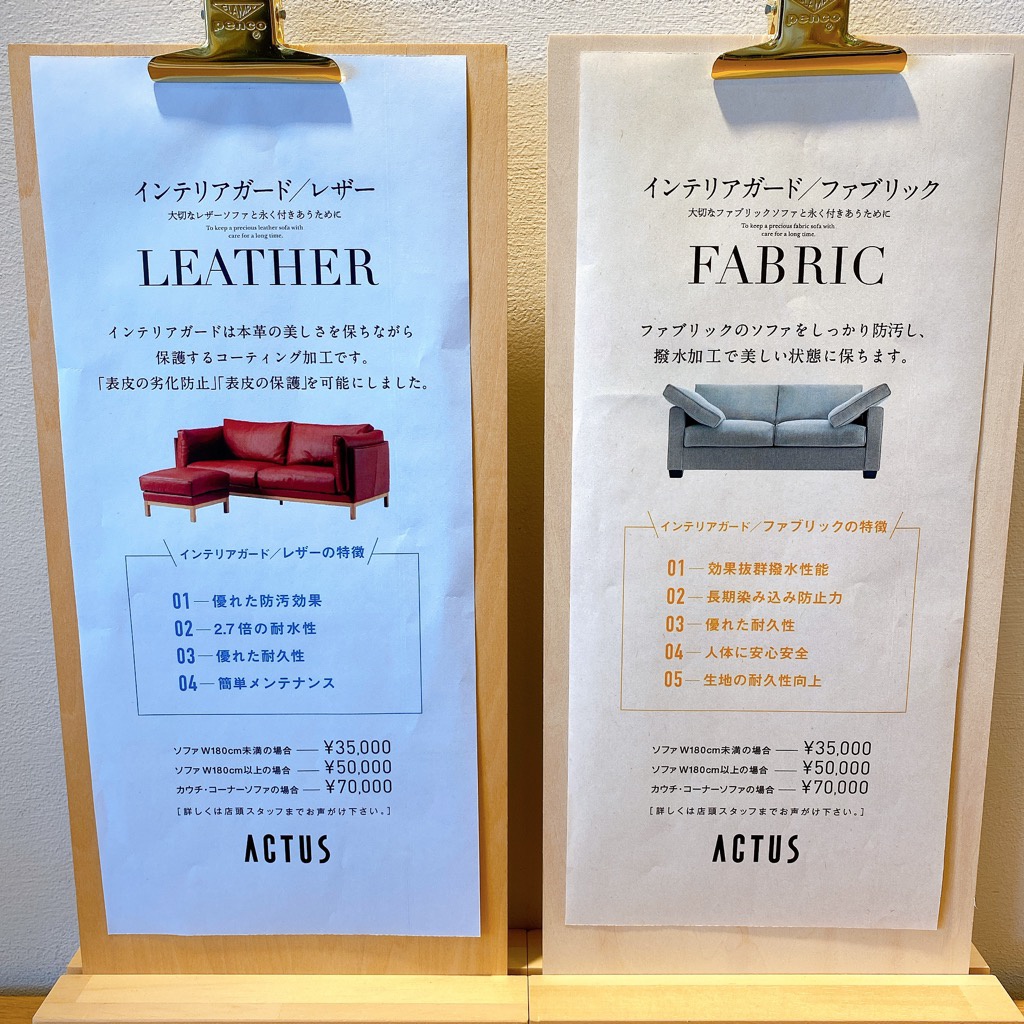 penco
インテリアガード／レザー
大切なレザーソファと永く付きあうために
To keep a precious leather sofa with
care for a long time.
LEATHER
インテリアガードは本革の美しさを保ちながら
保護するコーティング加工です。
「表皮の劣化防止」「表皮の保護」を可能にしました。
インテリアガード／レザーの特徴
01―優れた防汚効果
02―2.7倍の耐水性
03―優れた耐久性
04―簡単メンテナンス
ソファW180cm未満の場合 ―― ¥35,000
ソファW180cm以上の場合 ―― ¥50,000
カウチ・コーナーソファの場合 ―― ¥70,000
[詳しくは店頭スタッフまでお声がけ下さい。]
ACTUS
penco
インテリアガード／ファブリック
大切なファブリックソファと永く付きあうために
To keep a precious fabric sofa with
care for a long time.
FABRIC
ファブリックのソファをしっかり防汚し、
撥水加工で美しい状態に保ちます。
インテリアガード／ファブリックの特徴
01―効果抜群撥水性能
02―長期染み込み防止力
03―優れた耐久性
04―人体に安心安全
05―生地の耐久性向上
ソファW180cm未満の場合 ―― ¥35,000
ソファW180cm以上の場合 ―― ¥50,000
カウチ・コーナーソファの場合 ―― ¥70,000
[詳しくは店頭スタッフまでお声がけ下さい。]
ACTUS